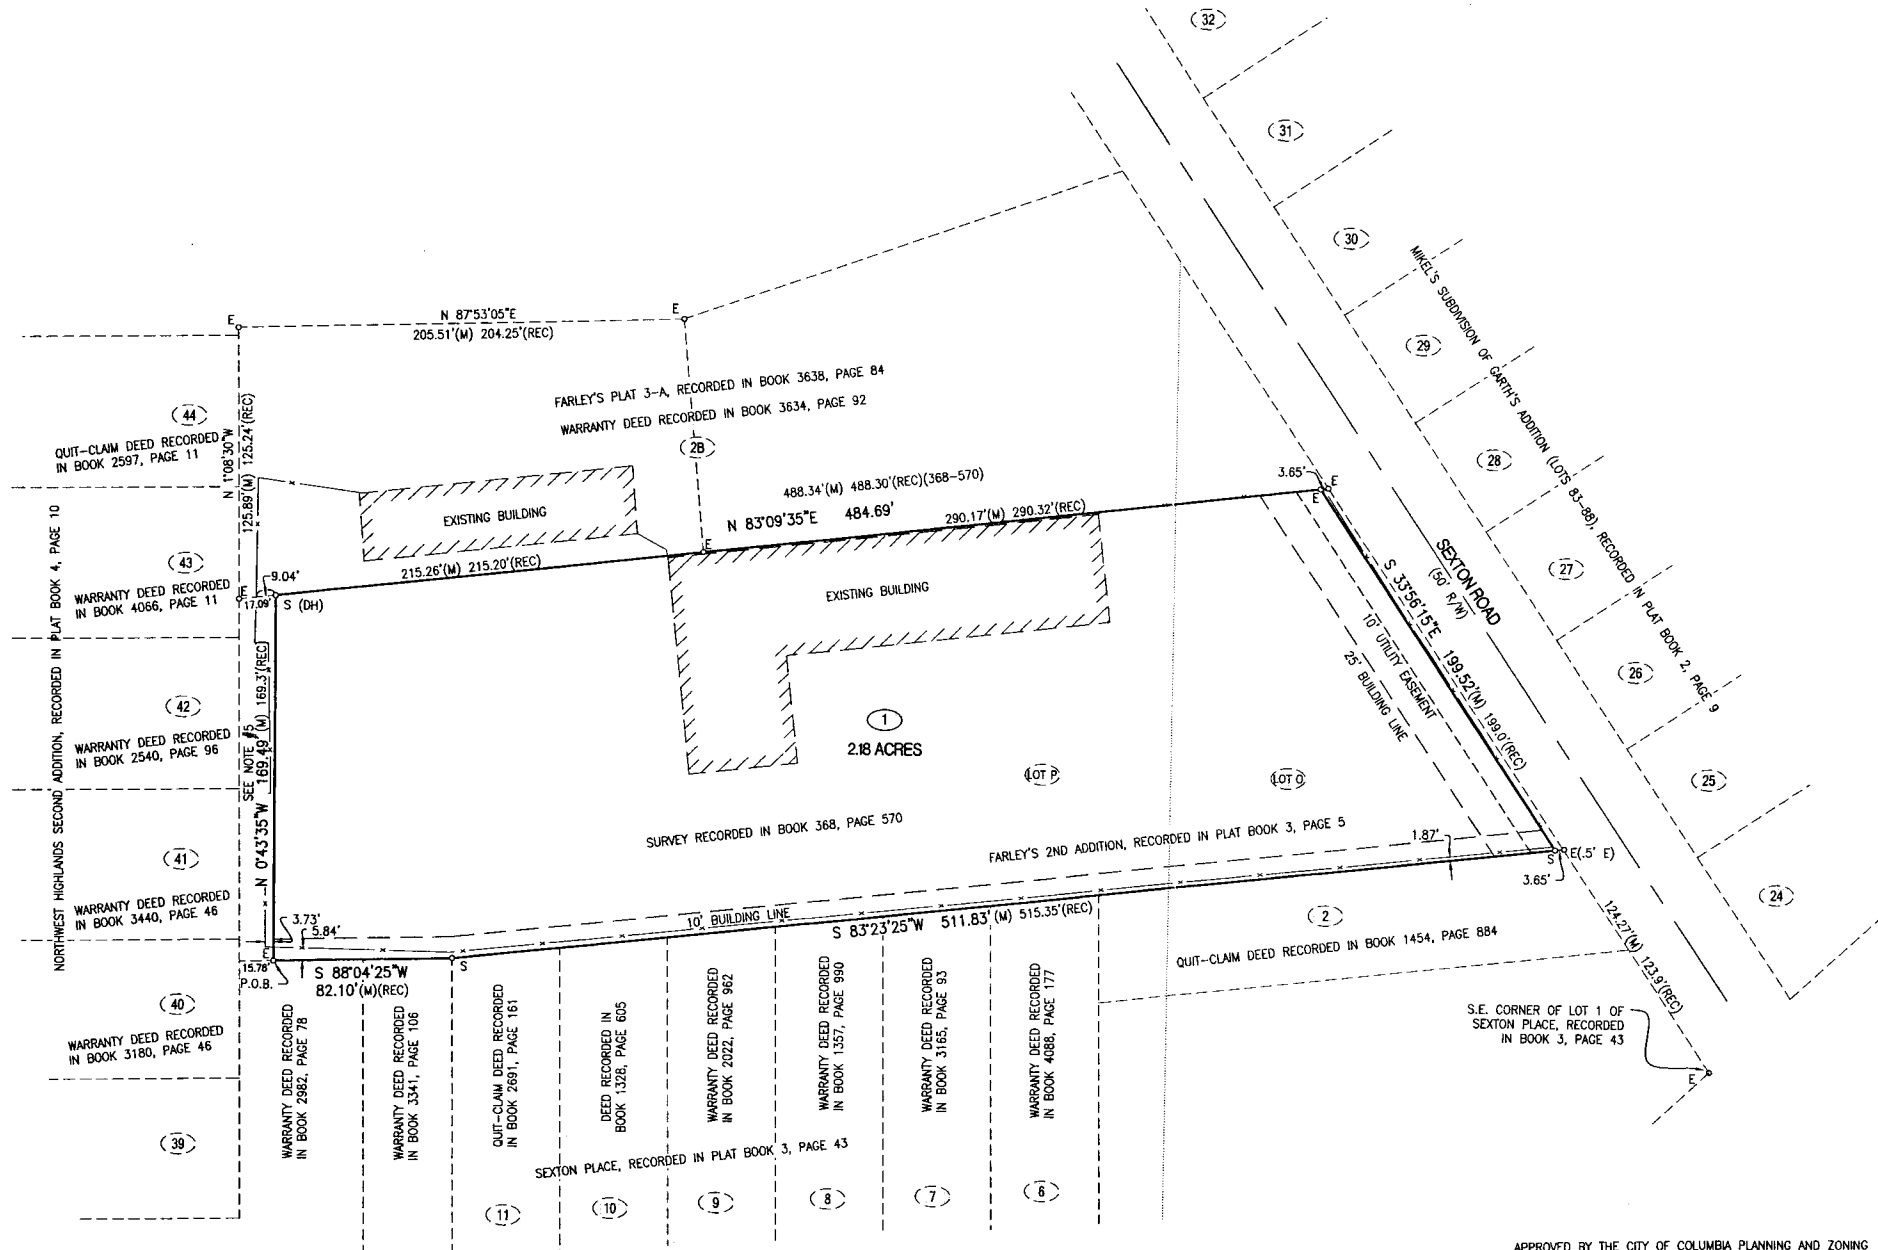 32
31
30
29
28
27
26
25
24
MIKEL'S SUBDIVISION OF GARTH'S ADDITION (LOTS 83-88), RECORDED IN PLAT BOOK 2, PAGE 9
SEXTON ROAD
(50' R/W)
E
N 87°53'05"E
E
205.51'(M) 204.25'(REC)
FARLEY'S PLAT 3-A, RECORDED IN BOOK 3638, PAGE 84
WARRANTY DEED RECORDED IN BOOK 3634, PAGE 92
2B
44
QUIT-CLAIM DEED RECORDED
IN BOOK 2597, PAGE 11
N 1°08'30"W
125.89'(M) 125.24'(REC)
EXISTING BUILDING
488.34'(M) 488.30'(REC)(368-570)
N 83°09'35"E 484.69'
290.17'(M) 290.32'(REC)
3.65'
E
E
E
215.26'(M) 215.20'(REC)
43
WARRANTY DEED RECORDED
IN BOOK 4066, PAGE 11
E
9.04'
17.09'
S (DH)
EXISTING BUILDING
NORTHWEST HIGHLANDS SECOND ADDITION, RECORDED IN PLAT BOOK 4, PAGE 10
42
WARRANTY DEED RECORDED
IN BOOK 2540, PAGE 96
SEE NOTE #5
N 0°43'35"W 169.49'(M) 169.3'(REC)
1
2.18 ACRES
LOT P
LOT O
S 33°56'15"E 199.52'(M) 199.0'(REC)
10' UTILITY EASEMENT
25' BUILDING LINE
SURVEY RECORDED IN BOOK 368, PAGE 570
FARLEY'S 2ND ADDITION, RECORDED IN PLAT BOOK 3, PAGE 5
1.87'
S
E(.5' E)
3.65'
41
WARRANTY DEED RECORDED
IN BOOK 3440, PAGE 46
3.73'
5.84'
10' BUILDING LINE
S 83°23'25"W 511.83'(M) 515.35'(REC)
2
QUIT-CLAIM DEED RECORDED IN BOOK 1454, PAGE 884
124.27'(M) 123.9'(REC)
E
15.78'
P.O.B.
S 88°04'25"W
82.10'(M)(REC)
S
40
WARRANTY DEED RECORDED
IN BOOK 3180, PAGE 46
39
WARRANTY DEED RECORDED
IN BOOK 2982, PAGE 78
WARRANTY DEED RECORDED
IN BOOK 3341, PAGE 106
QUIT-CLAIM DEED RECORDED
IN BOOK 2691, PAGE 161
DEED RECORDED IN
BOOK 1328, PAGE 605
WARRANTY DEED RECORDED
IN BOOK 2022, PAGE 962
WARRANTY DEED RECORDED
IN BOOK 1357, PAGE 990
WARRANTY DEED RECORDED
IN BOOK 3165, PAGE 93
WARRANTY DEED RECORDED
IN BOOK 4088, PAGE 177
S.E. CORNER OF LOT 1 OF
SEXTON PLACE, RECORDED
IN BOOK 3, PAGE 43
E
SEXTON PLACE, RECORDED IN PLAT BOOK 3, PAGE 43
11
10
9
8
7
6
APPROVED BY THE CITY OF COLUMBIA PLANNING AND ZONING